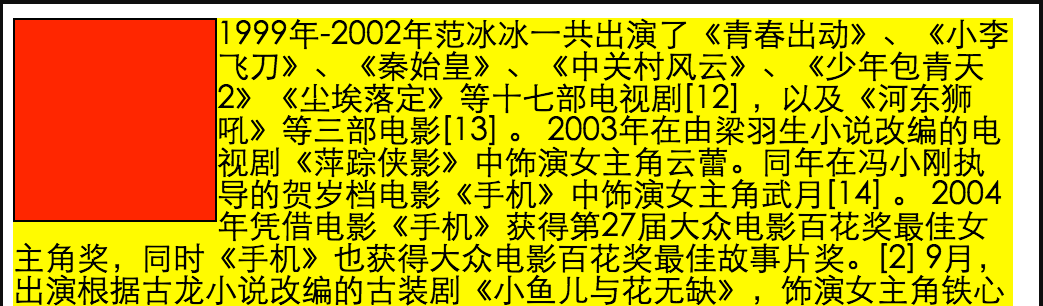 1999年-2002年范冰冰一共出演了《青春出动》、《小李
飞刀》、《秦始皇》、《中关村风云》、《少年包青天
2》《尘埃落定》等十七部电视剧[12] ，以及《河东狮
吼》等三部电影[13] 。 2003年在由梁羽生小说改编的电
视剧《萍踪侠影》中饰演女主角云蕾。同年在冯小刚执
导的贺岁档电影《手机》中饰演女主角武月[14] 。 2004
年凭借电影《手机》获得第27届大众电影百花奖最佳女
主角奖，同时《手机》也获得大众电影百花奖最佳故事片奖。[2] 9月，
出演根据古龙小说改编的古装剧《小鱼儿与花无缺》，饰演女主角铁心